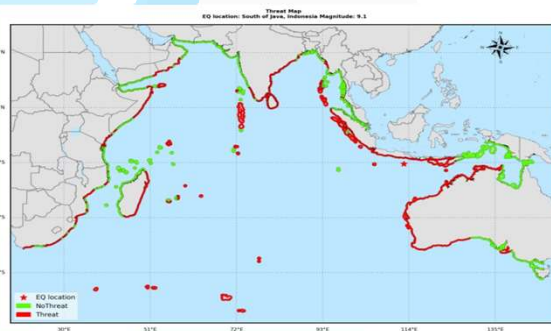 Threat Map
EQ location: South of Java, Indonesia Magnitude: 9.1
EQ location
NoThreat
Threat
30°E
51°E
72°E
93°E
114°E
135°E